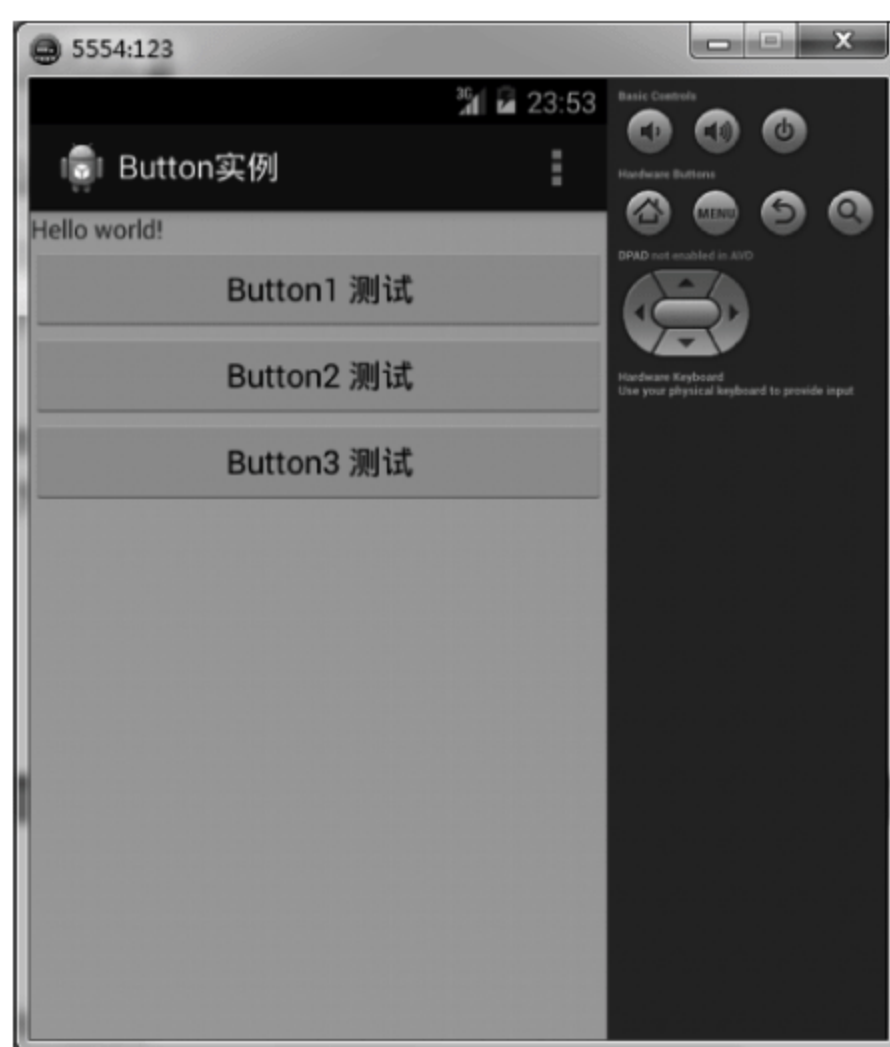 5554:123
3G 23:53
Button实例
Hello world!
Button1 测试
Button2 测试
Button3 测试
Basic Controls
Hardware Buttons
MENU
DPAD not enabled in AVD
Hardware Keyboard
Use your physical keyboard to provide input